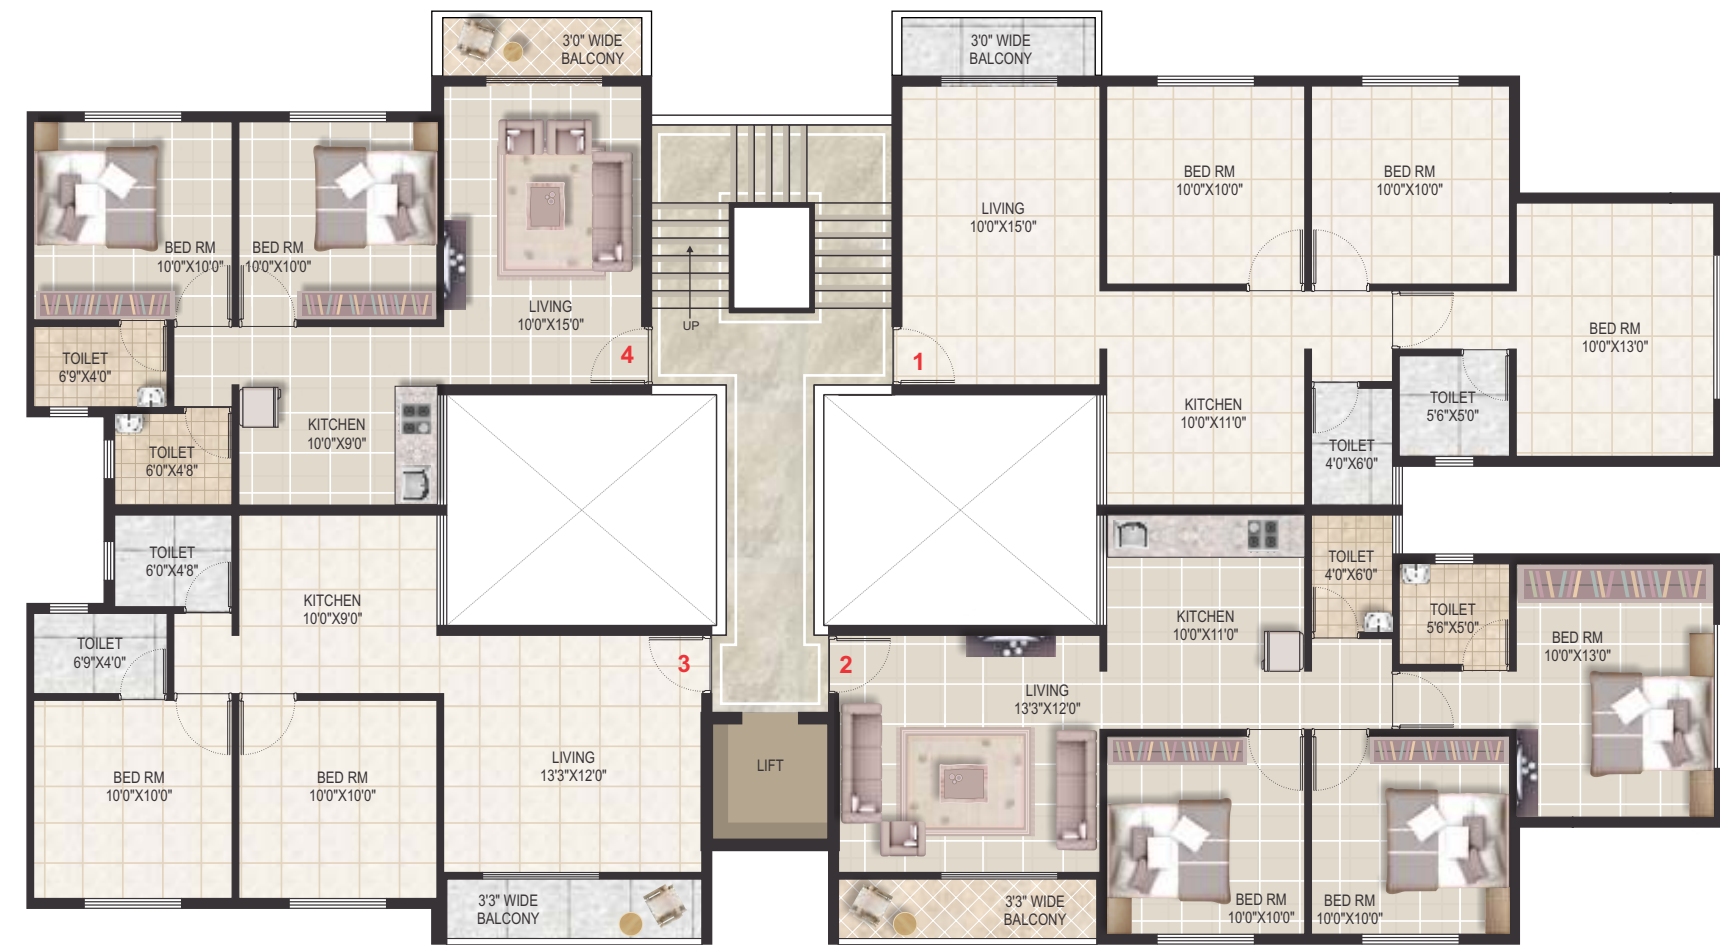 3'0" WIDE
BALCONY
3'0" WIDE
BALCONY
BED RM
10'0"X10'0"
BED RM
10'0"X10'0"
LIVING
10'0"X15'0"
UP
4
TOILET
6'9"X4'0"
TOILET
6'0"X4'8"
KITCHEN
10'0"X9'0"
LIVING
10'0"X15'0"
BED RM
10'0"X10'0"
BED RM
10'0"X10'0"
BED RM
10'0"X13'0"
1
KITCHEN
10'0"X11'0"
TOILET
4'0"X6'0"
TOILET
5'6"X5'0"
TOILET
6'0"X4'8"
TOILET
6'9"X4'0"
KITCHEN
10'0"X9'0"
3
BED RM
10'0"X10'0"
BED RM
10'0"X10'0"
LIVING
13'3"X12'0"
3'3" WIDE
BALCONY
LIFT
2
LIVING
13'3"X12'0"
KITCHEN
10'0"X11'0"
TOILET
4'0"X6'0"
TOILET
5'6"X5'0"
BED RM
10'0"X13'0"
3'3" WIDE
BALCONY
BED RM
10'0"X10'0"
BED RM
10'0"X10'0"